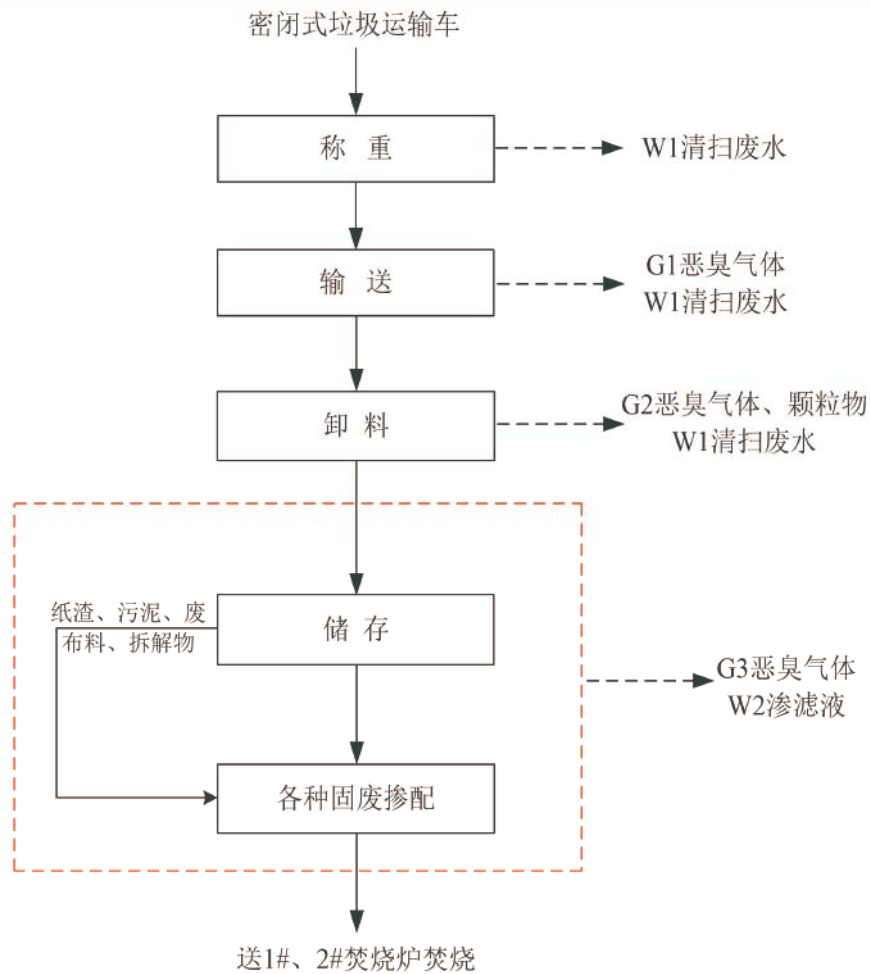 密闭式垃圾运输车
称 重
W1清扫废水
输 送
G1恶臭气体
W1清扫废水
卸 料
G2恶臭气体、颗粒物
W1清扫废水
纸渣、污泥、废
布料、拆解物
储 存
G3恶臭气体
W2渗滤液
各种固废掺配
送1#、2#焚烧炉焚烧